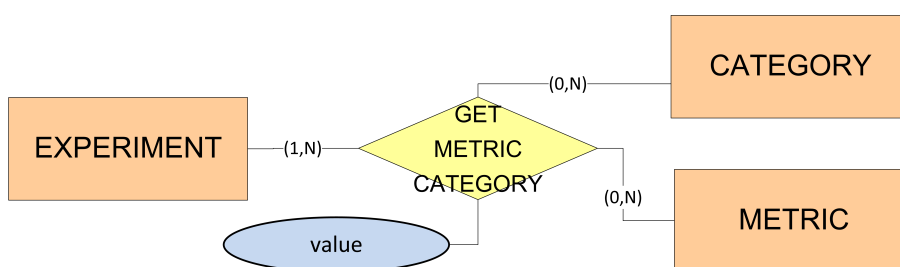 CATEGORY
(0,N)
GET
METRIC
CATEGORY
EXPERIMENT
(1,N)
(0,N)
METRIC
value